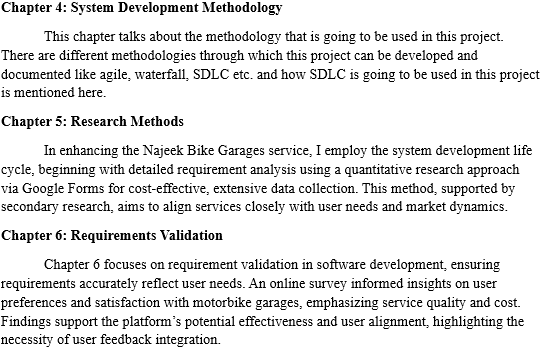 Chapter 4: System Development Methodology
This chapter talks about the methodology that is going to be used in this project.
There are different methodologies through which this project can be developed and
documented like agile, waterfall, SDLC etc. and how SDLC is going to be used in this project
is mentioned here.
Chapter 5: Research Methods
In enhancing the Najeek Bike Garages service, I employ the system development life
cycle, beginning with detailed requirement analysis using a quantitative research approach
via Google Forms for cost-effective, extensive data collection. This method, supported by
secondary research, aims to align services closely with user needs and market dynamics.
Chapter 6: Requirements Validation
Chapter 6 focuses on requirement validation in software development, ensuring
requirements accurately reflect user needs. An online survey informed insights on user
preferences and satisfaction with motorbike garages, emphasizing service quality and cost.
Findings support the platform’s potential effectiveness and user alignment, highlighting the
necessity of user feedback integration.